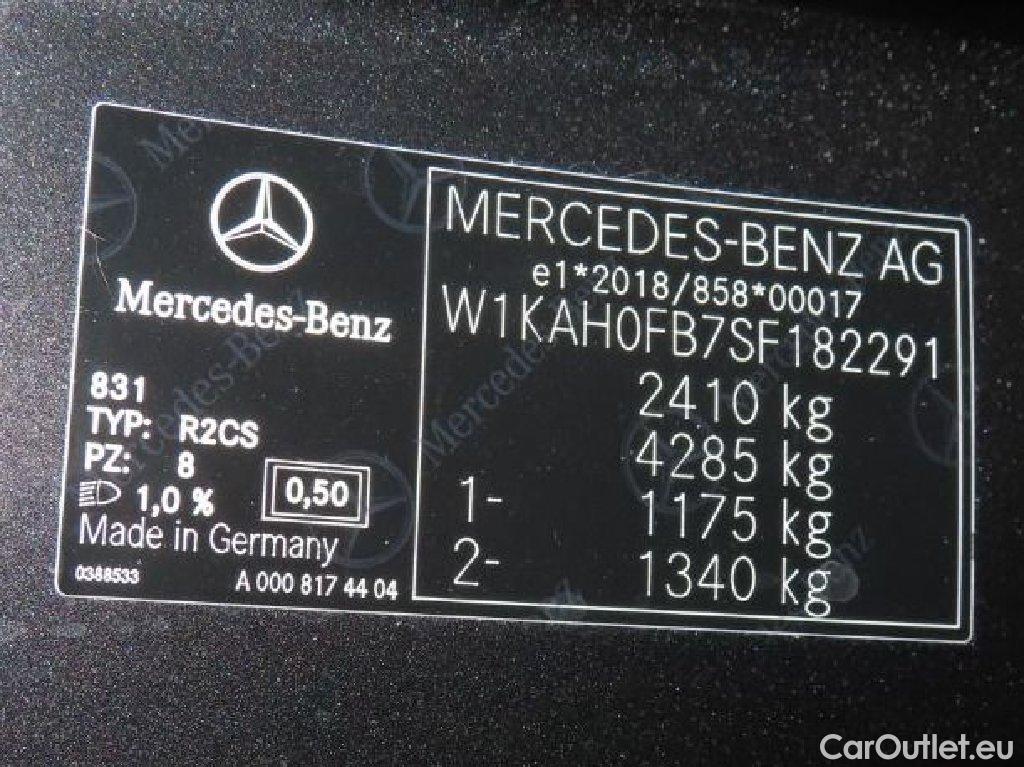 Mercedes-Benz
831
TYP: R2CS
PZ: 8
1,0 %
0,50
Made in Germany
0388533 A 000 817 44 04
MERCEDES-BENZ AG
e1*2018/858*00017
W1KAH0FB7SF182291
2410 kg
4285 kg
1- 1175 kg
2- 1340 kg
CarOutlet.eu